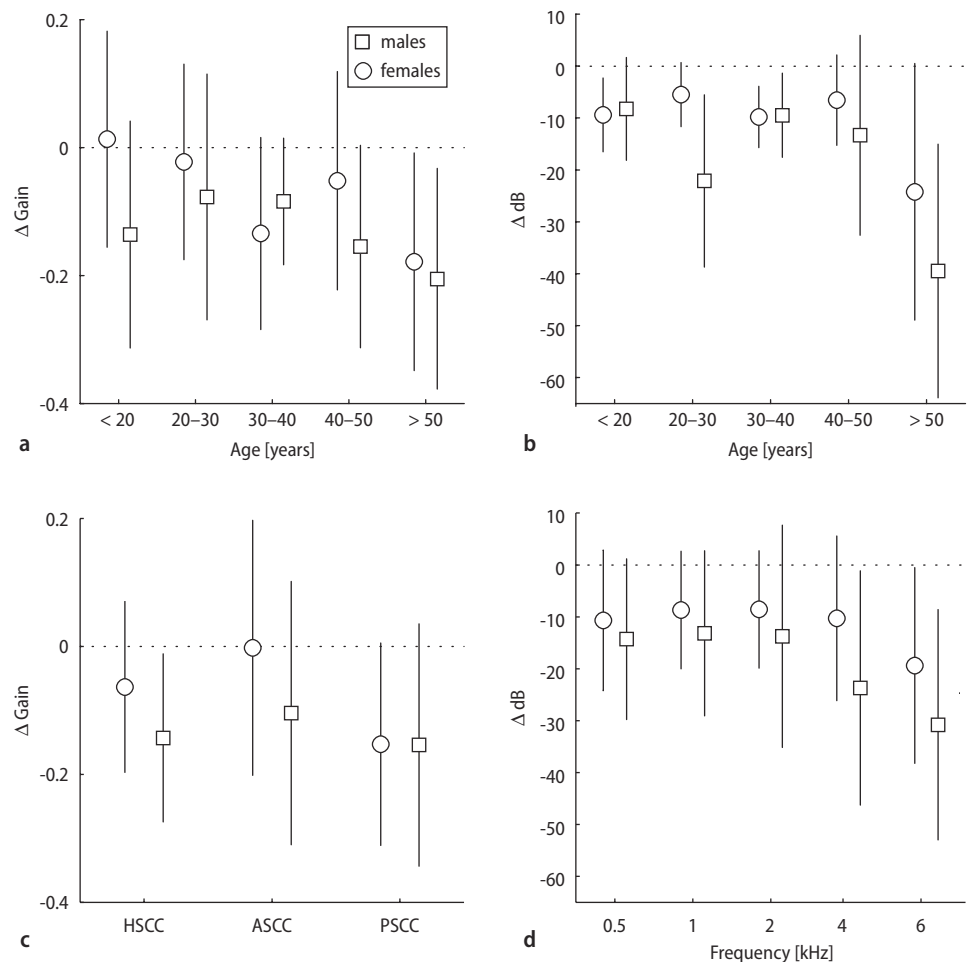 0.2
0
-0.2
-0.4
Δ Gain
males
females
< 20 20–30 30–40 40–50 > 50
Age [years]
a
10
0
-10
-20
-30
-40
-50
-60
Δ dB
< 20 20–30 30–40 40–50 > 50
Age [years]
b
0.2
0
-0.2
-0.4
Δ Gain
HSCC ASCC PSCC
c
10
0
-10
-20
-30
-40
-50
-60
Δ dB
0.5 1 2 4 6
Frequency [kHz]
d